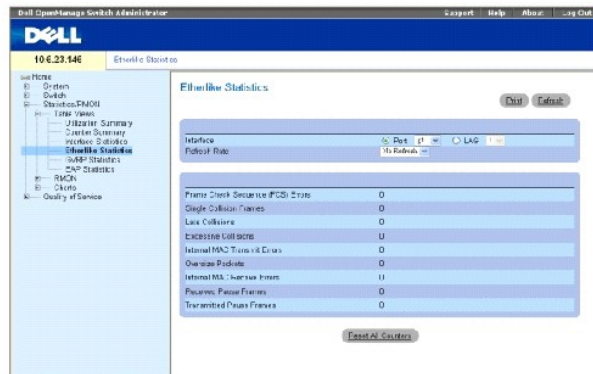 Dell OpenManage Switch Administrator
Support Help About Log Out
DELL
10.6.23.146 Etherlike Statistics
Home
System
Switch
Statistics/RMON
Table Views
Utilization Summary
Counter Summary
Interface Statistics
Etherlike Statistics
GVRP Statistics
EAP Statistics
RMON
Charts
Quality of Service
Etherlike Statistics
Print Refresh
Interface Port g1 LAG 1
Refresh Rate No Refresh
Frame Check Sequence (FCS) Errors 0
Single Collision Frames 0
Late Collisions 0
Excessive Collisions 0
Internal MAC Transmit Errors 0
Oversize Packets 0
Internal MAC Receive Errors 0
Received Pause Frames 0
Transmitted Pause Frames 0
Reset All Counters